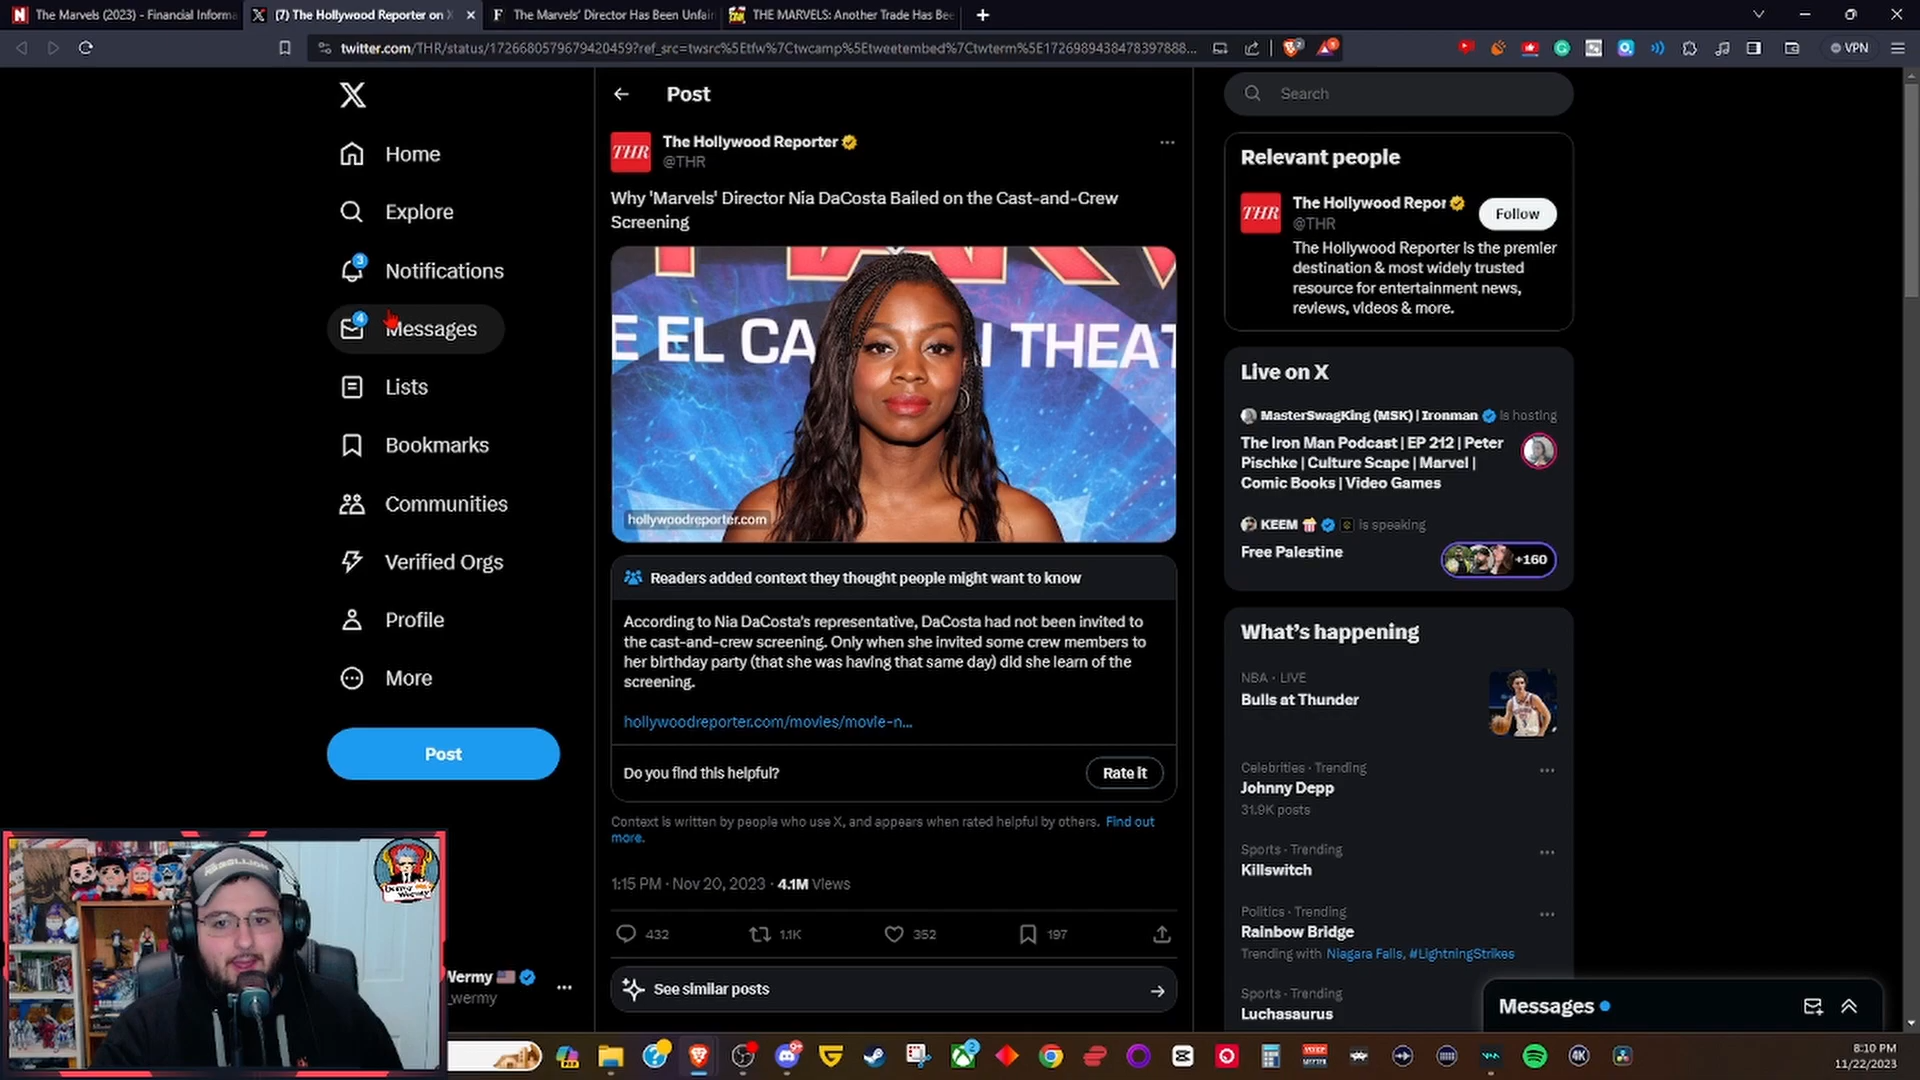 The Marvels (2023) - Financial Informa
(7) The Hollywood Reporter on X
The Marvels' Director Has Been Unfair
THE MARVELS: Another Trade Has Bee
twitter.com/THR/status/1726680579679420459?ref_src=twsrc%5Etfw%7Ctwcamp%5Etweetembed%7Ctwterm%5E1726989438478397888...
VPN
Home
Explore
3
Notifications
4
Messages
Lists
Bookmarks
Communities
Verified Orgs
Profile
More
Post
Wermy
_wermy
Post
THR
The Hollywood Reporter
@THR
Why 'Marvels' Director Nia DaCosta Bailed on the Cast-and-Crew
Screening
E EL CA I THEAT
hollywoodreporter.com
Readers added context they thought people might want to know
According to Nia DaCosta's representative, DaCosta had not been invited to
the cast-and-crew screening. Only when she invited some crew members to
her birthday party (that she was having that same day) did she learn of the
screening.
hollywoodreporter.com/movies/movie-n...
Do you find this helpful?
Rate it
Context is written by people who use X, and appears when rated helpful by others. Find out
more.
1:15 PM · Nov 20, 2023 · 4.1M Views
432
1.1K
352
197
See similar posts
Search
Relevant people
THR
The Hollywood Repor
@THR
Follow
The Hollywood Reporter is the premier
destination & most widely trusted
resource for entertainment news,
reviews, videos & more.
Live on X
MasterSwagKing (MSK) | Ironman is hosting
The Iron Man Podcast | EP 212 | Peter
Pischke | Culture Scape | Marvel |
Comic Books | Video Games
KEEM is speaking
Free Palestine
+160
What's happening
NBA · LIVE
Bulls at Thunder
Celebrities · Trending
Johnny Depp
31.9K posts
Sports · Trending
Killswitch
Politics · Trending
Rainbow Bridge
Trending with Niagara Falls, #LightningStrikes
Sports · Trending
Luchasaurus
Messages
8:10 PM
11/22/2023